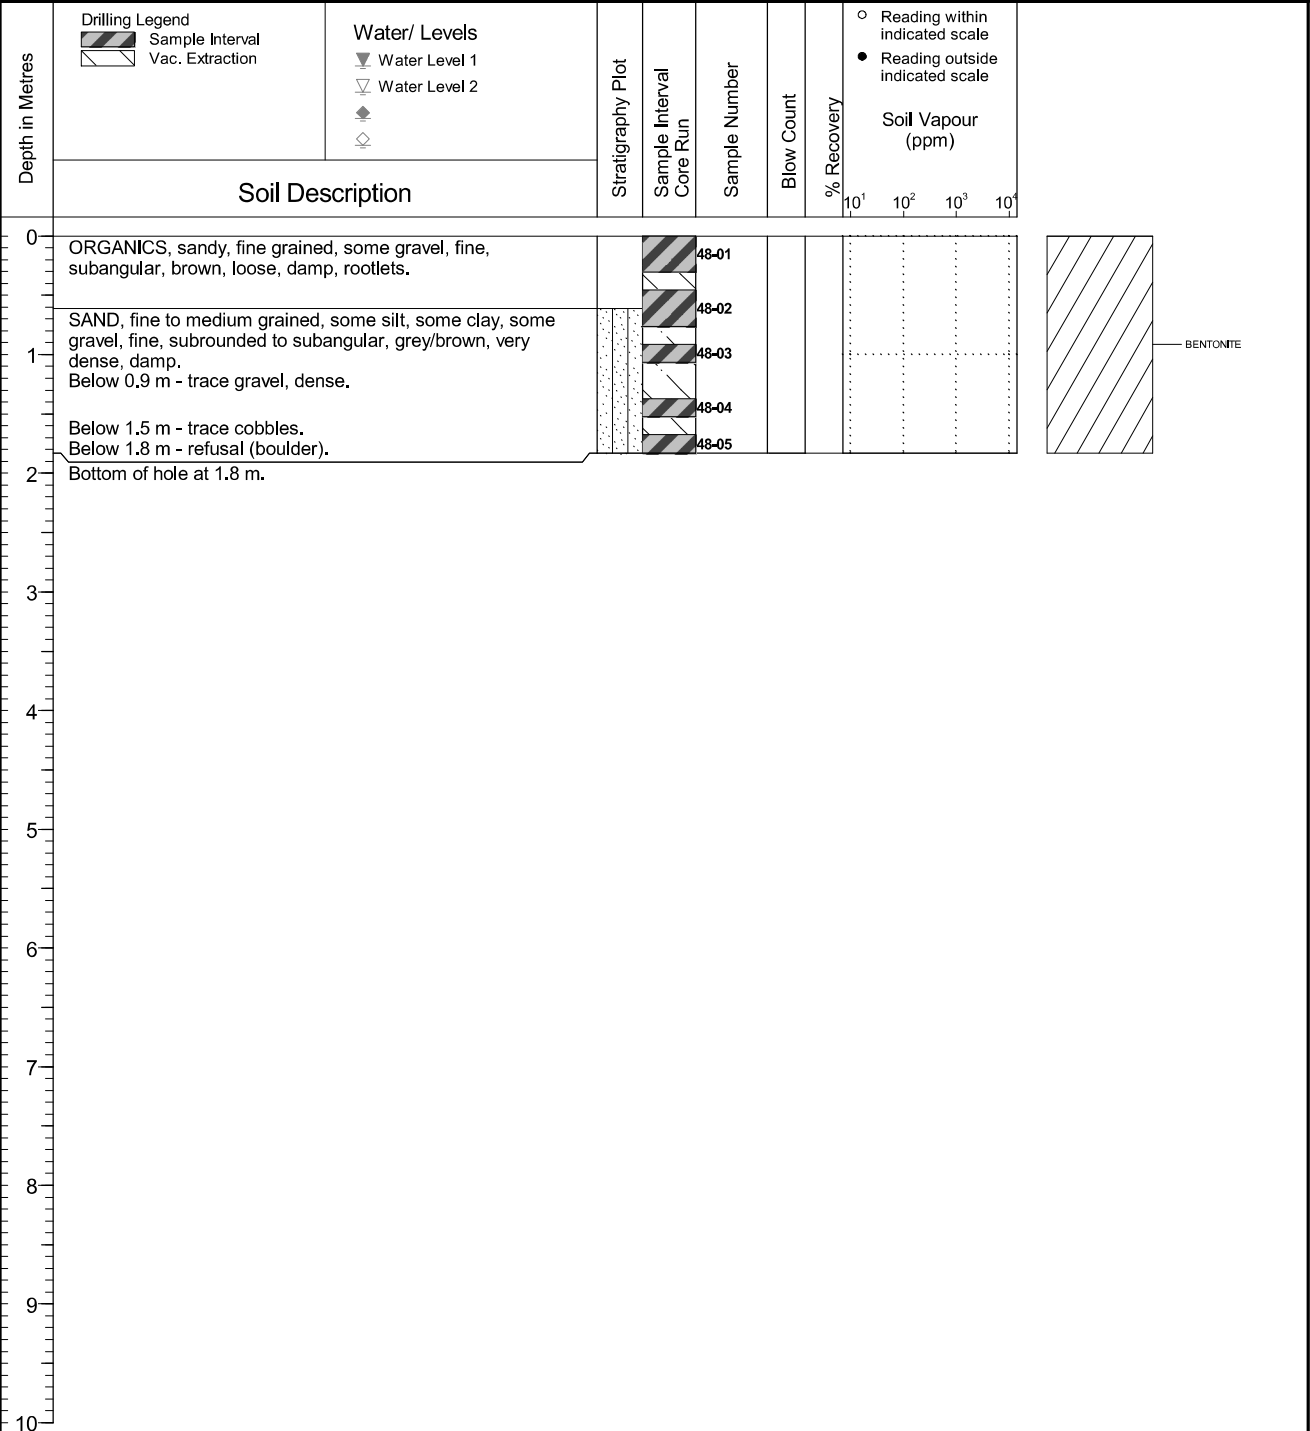 Depth in Metres
Drilling Legend
Sample Interval
Vac. Extraction
Water/ Levels
Water Level 1
Water Level 2
Soil Description
Stratigraphy Plot
Sample Interval
Core Run
Sample Number
Blow Count
% Recovery
Reading within
indicated scale
Reading outside
indicated scale
Soil Vapour
(ppm)
10¹ 10² 10³ 10⁴
0
ORGANICS, sandy, fine grained, some gravel, fine,
subangular, brown, loose, damp, rootlets.
48-01
48-02
SAND, fine to medium grained, some silt, some clay, some
gravel, fine, subrounded to subangular, grey/brown, very
dense, damp.
1
48-03
BENTONITE
Below 0.9 m - trace gravel, dense.
48-04
Below 1.5 m - trace cobbles.
Below 1.8 m - refusal (boulder).
48-05
2
Bottom of hole at 1.8 m.
3
4
5
6
7
8
9
10